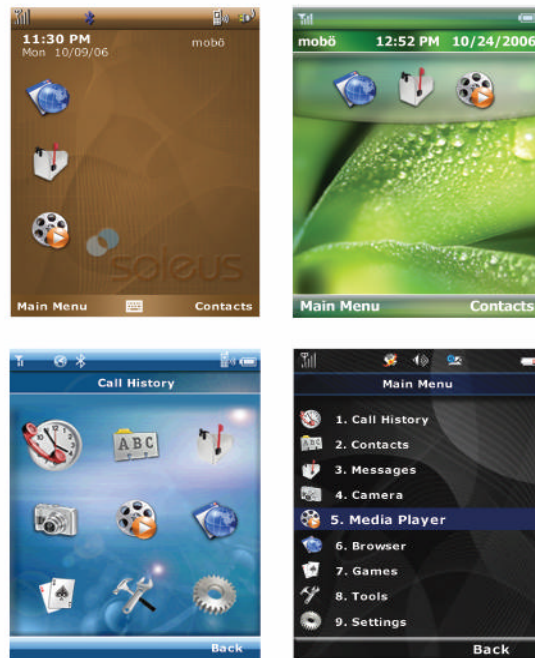 11:30 PM
Mon 10/09/06
mobö
soleus
Main Menu Contacts
mobö 12:52 PM 10/24/2006
Main Menu Contacts
Call History
ABC
Back
Main Menu
1. Call History
ABC 2. Contacts
3. Messages
4. Camera
5. Media Player
6. Browser
7. Games
8. Tools
9. Settings
Back